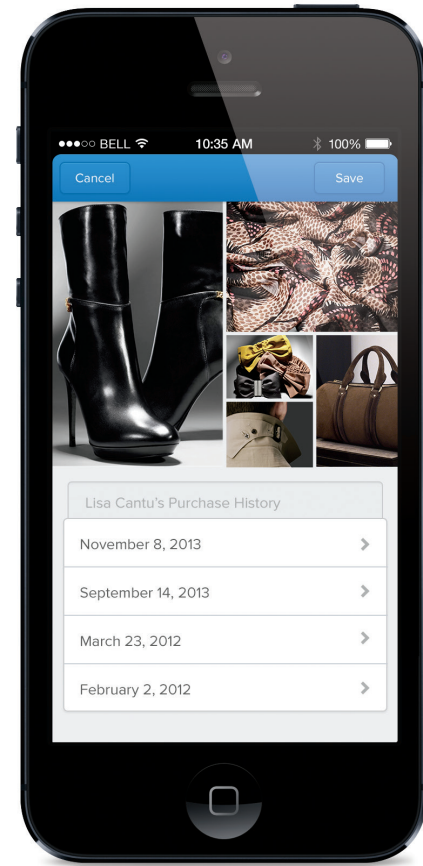 BELL 10:35 AM 100%
Cancel Save
Lisa Cantu's Purchase History
November 8, 2013
September 14, 2013
March 23, 2012
February 2, 2012